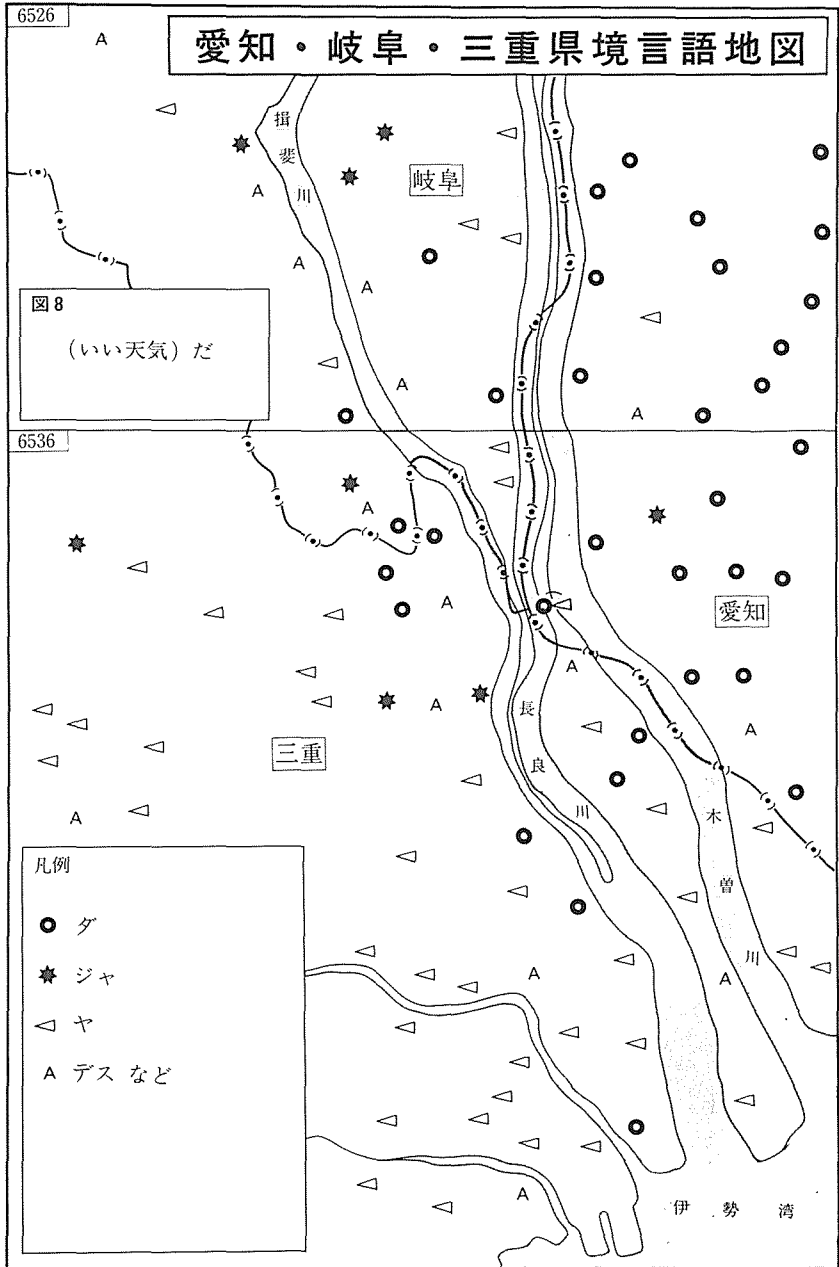 6526
愛知・岐阜・三重県境言語地図
A
揖斐川
岐阜
A
A
A
図8
(いい天気)だ
A
A
6536
A
A
愛知
A
長良川
A
A
三重
A
木曽川
凡例
ダ
ジャ
ヤ
A デス など
A
A
A
伊勢湾